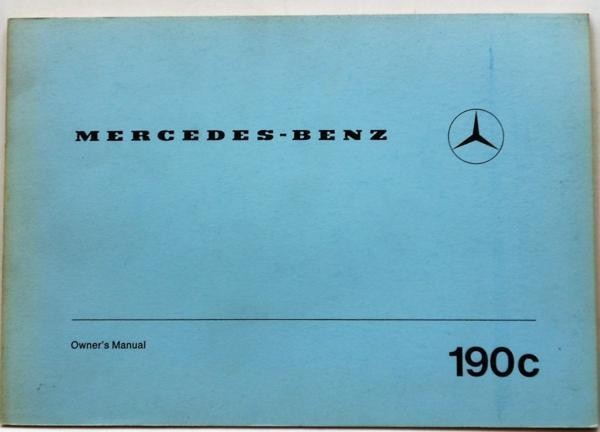 MERCEDES-BENZ
Owner's Manual
190c